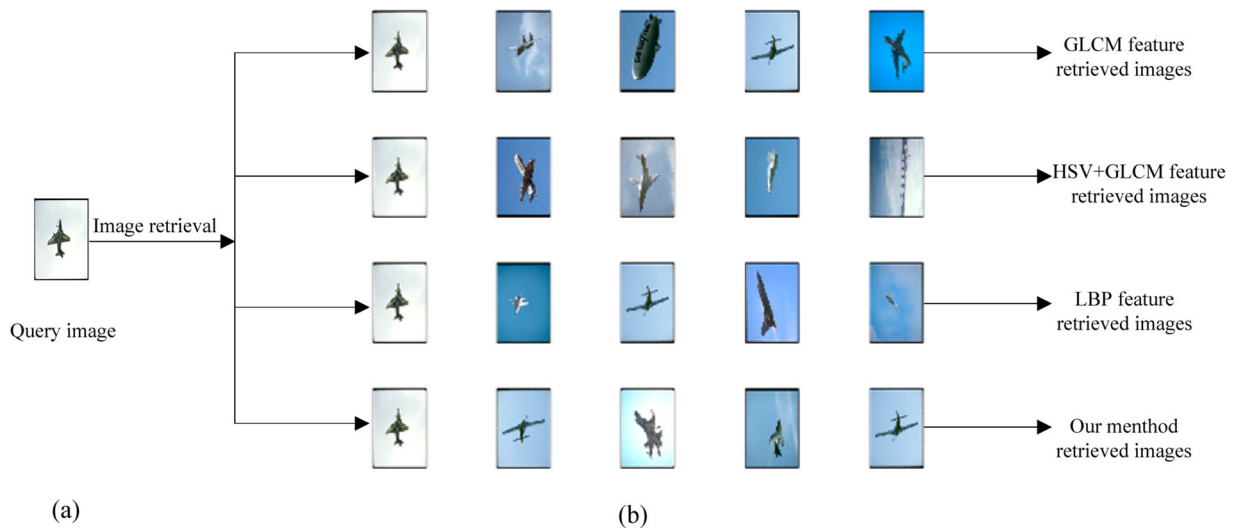 GLCM feature
retrieved images
HSV+GLCM feature
retrieved images
Image retrieval
Query image
LBP feature
retrieved images
Our menthod
retrieved images
(a)
(b)